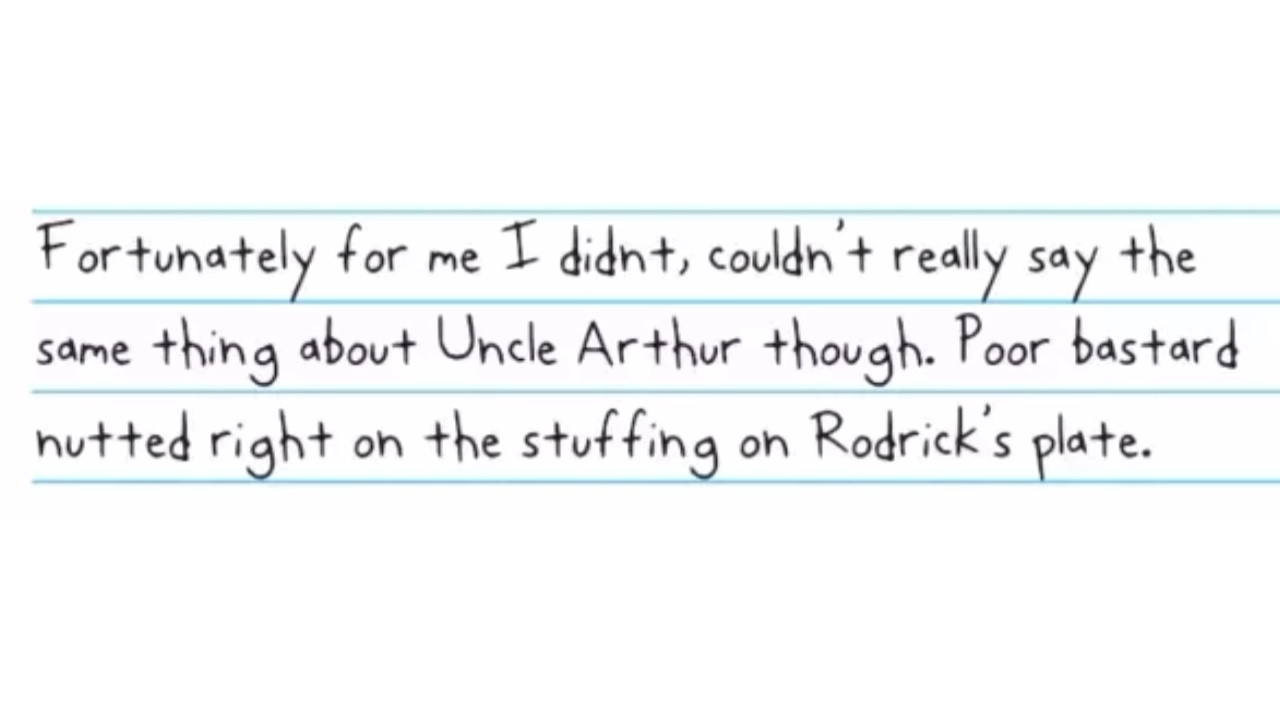 Fortunately for me I didnt, couldn't really say the
same thing about Uncle Arthur though. Poor bastard
nutted right on the stuffing on Rodrick's plate.